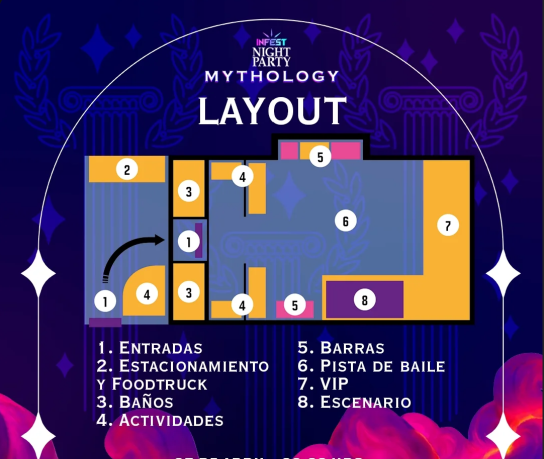 INFEST
NIGHT
PARTY
MYTHOLOGY
LAYOUT
5
2
4
3
6
7
1
1
4
3
4
5
8
1. ENTRADAS
2. ESTACIONAMIENTO
Y FOODTRUCK
3. BAÑOS
4. ACTIVIDADES
5. BARRAS
6. PISTA DE BAILE
7. VIP
8. ESCENARIO